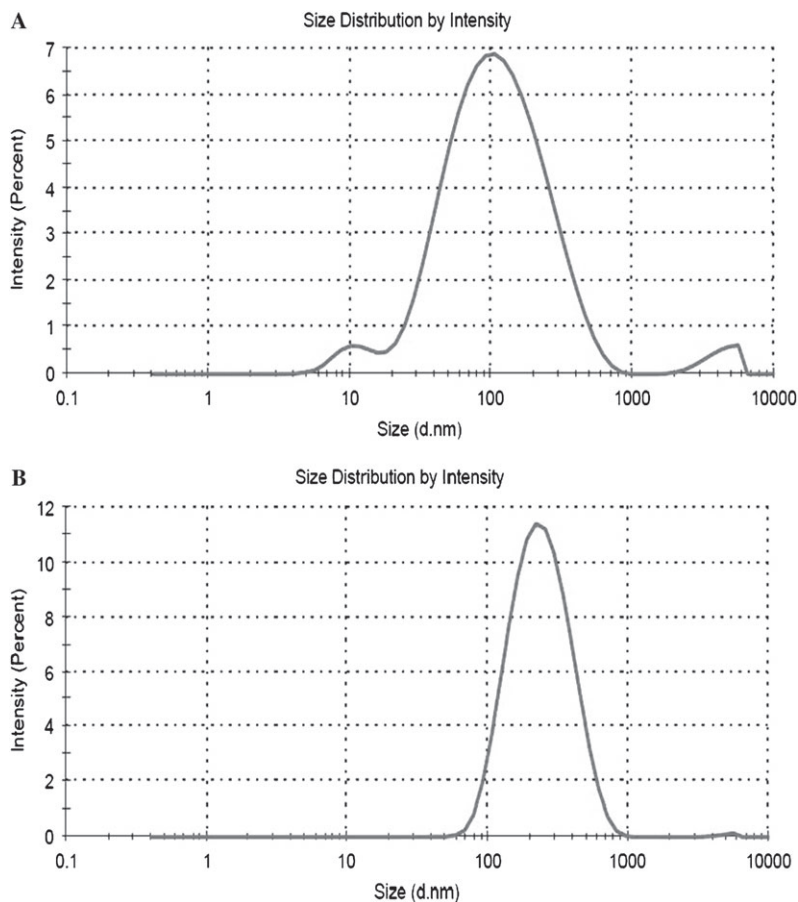 A
Size Distribution by Intensity
7
6
5
4
3
2
1
0
Intensity (Percent)
0.1 1 10 100 1000 10000
Size (d.nm)
B
Size Distribution by Intensity
12
10
8
6
4
2
0
Intensity (Percent)
0.1 1 10 100 1000 10000
Size (d.nm)